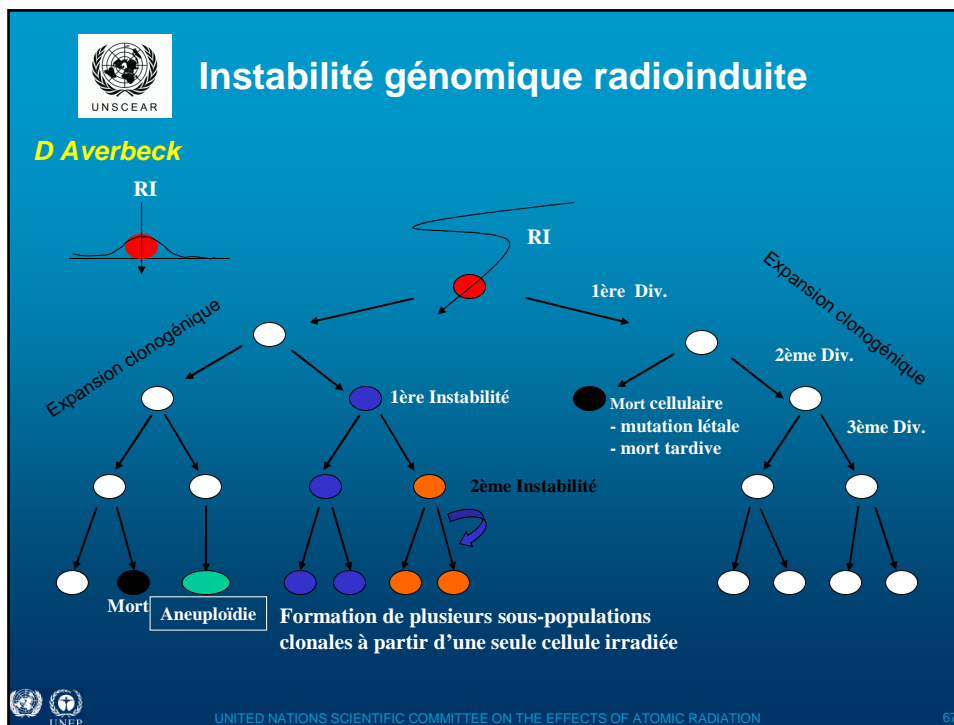 UNSCEAR
Instabilité génomique radioinduite
D Averbeck
RI
RI
1ère Div.
Expansion clonogénique
Expansion clonogénique
2ème Div.
1ère Instabilité
Mort cellulaire
- mutation létale
- mort tardive
3ème Div.
2ème Instabilité
Mort
Aneuploïdie
Formation de plusieurs sous-populations
clonales à partir d'une seule cellule irradiée
UNEP
UNITED NATIONS SCIENTIFIC COMMITTEE ON THE EFFECTS OF ATOMIC RADIATION
67